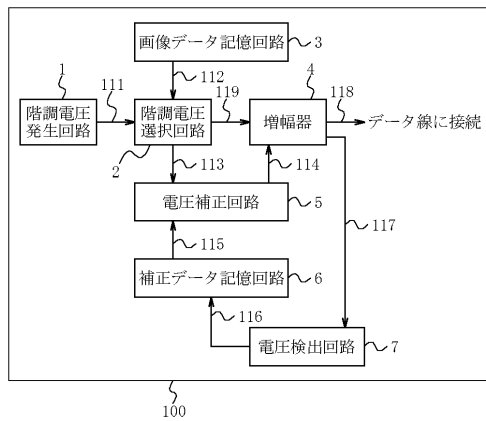 画像データ記憶回路
3
1
111
112
119
4
118
階調電圧
発生回路
階調電圧
選択回路
増幅器
データ線に接続
2
113
114
電圧補正回路
5
117
115
補正データ記憶回路
6
116
電圧検出回路
7
100